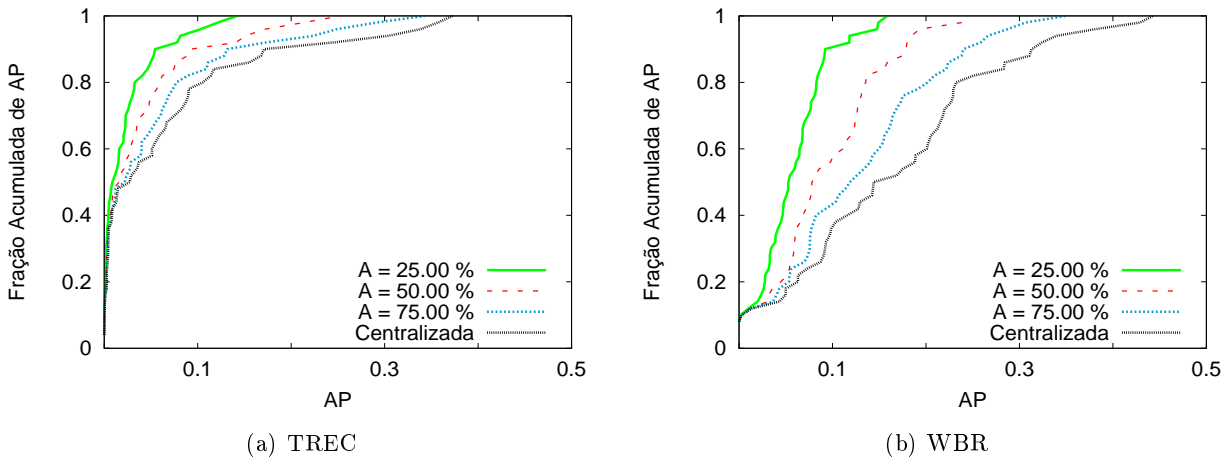 1
0.8
0.6
0.4
0.2
0
0.1
0.3
0.5
Fração Acumulada de AP
AP
A = 25.00 %
A = 50.00 %
A = 75.00 %
Centralizada
(a) TREC
1
0.8
0.6
0.4
0.2
0
0.1
0.3
0.5
Fração Acumulada de AP
AP
A = 25.00 %
A = 50.00 %
A = 75.00 %
Centralizada
(b) WBR